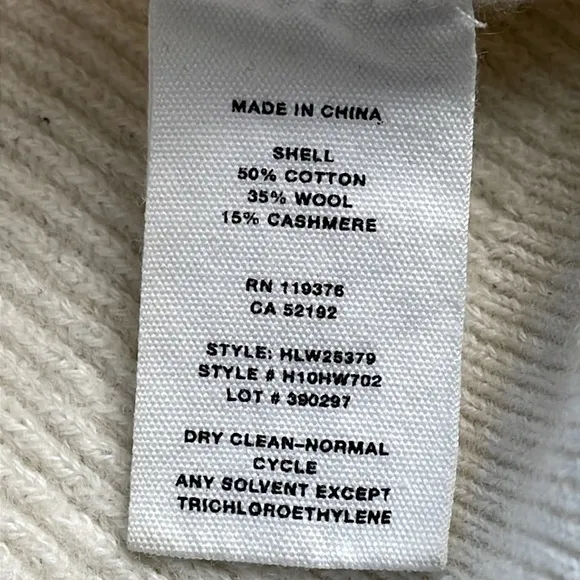 MADE IN CHINA
SHELL
50% COTTON
35% WOOL
15% CASHMERE
RN 119376
CA 52192
STYLE: HLW26379
STYLE # H10HW702
LOT # 390297
DRY CLEAN-NORMAL
CYCLE
ANY SOLVENT EXCEPT
TRICHLOROETHYLENE